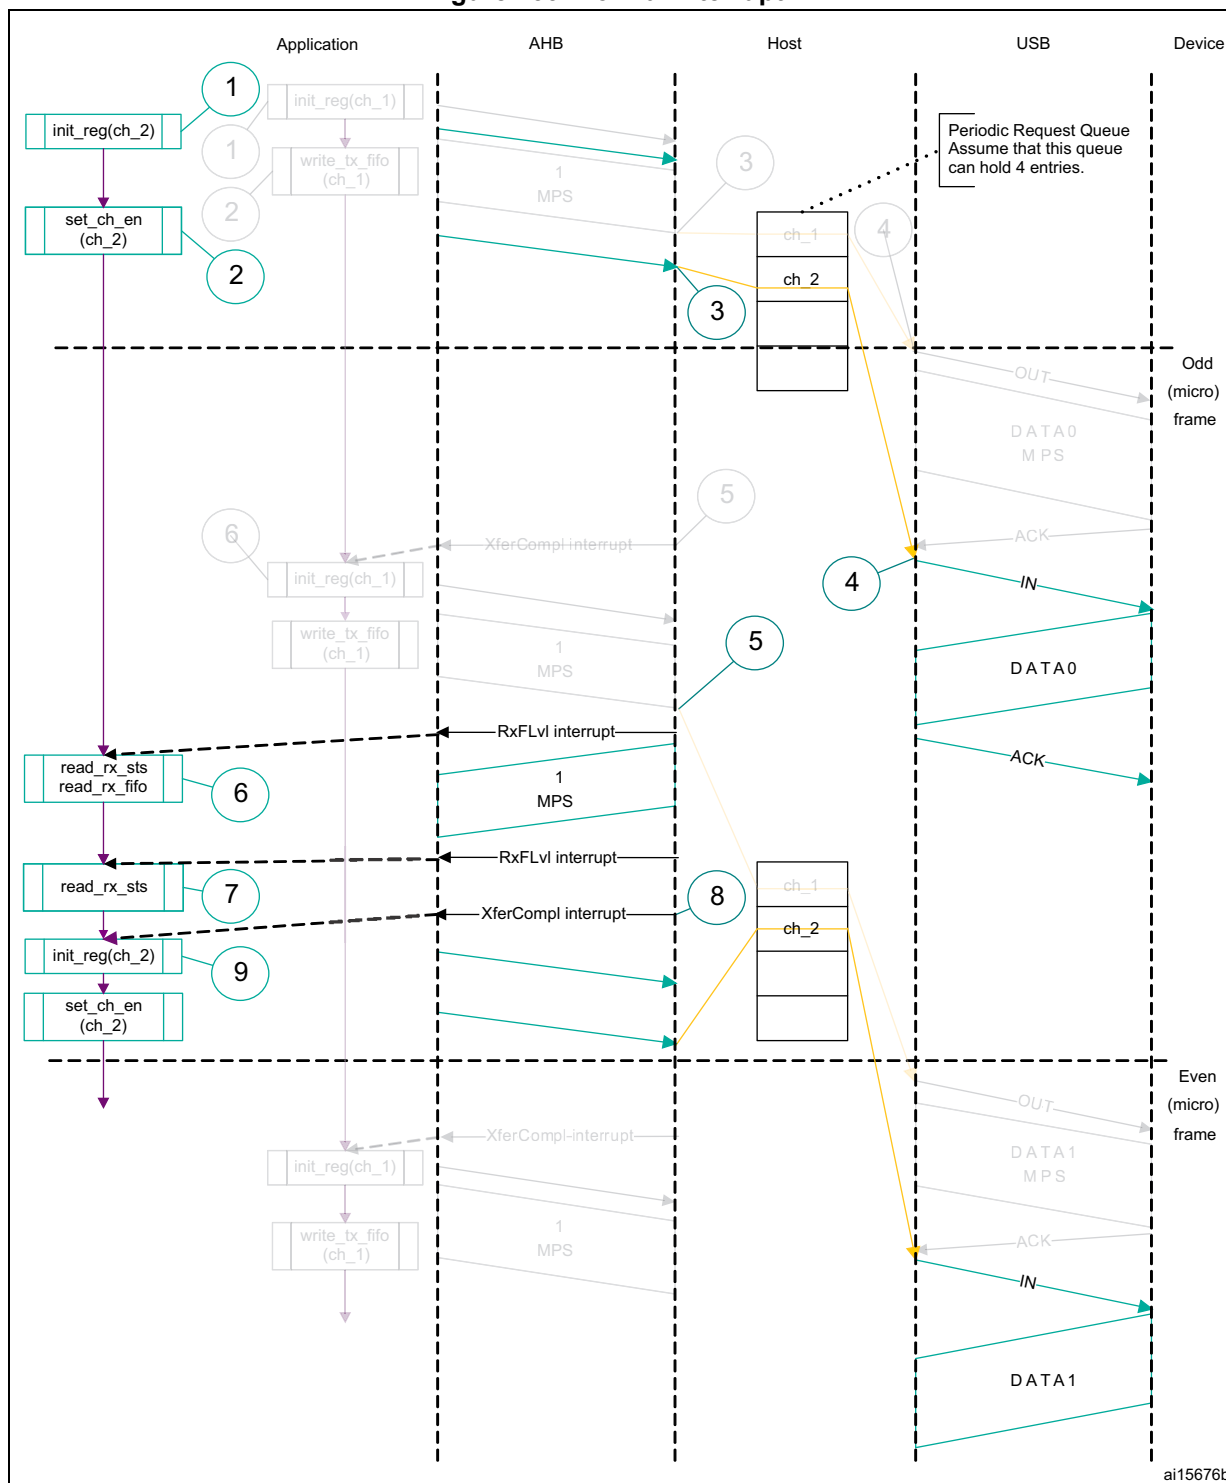 Application
AHB
Host
USB
Device
1
init_reg(ch_1)
init_reg(ch_2)
1
Periodic Request Queue
Assume that this queue
can hold 4 entries.
write_tx_fifo
(ch_1)
1
MPS
3
2
set_ch_en
(ch_2)
2
ch_1
4
ch_2
3
Odd
(micro)
frame
OUT
DATA0
MPS
5
6
XferCompl interrupt
ACK
init_reg(ch_1)
4
IN
write_tx_fifo
(ch_1)
1
MPS
5
DATA0
RxFLvl interrupt
ACK
read_rx_sts
read_rx_fifo
6
1
MPS
RxFLvl interrupt
read_rx_sts
7
ch_1
8
XferCompl interrupt
ch_2
init_reg(ch_2)
9
set_ch_en
(ch_2)
Even
(micro)
frame
OUT
XferCompl-interrupt
init_reg(ch_1)
DATA1
MPS
write_tx_fifo
(ch_1)
1
MPS
ACK
IN
DATA1
ai15676b